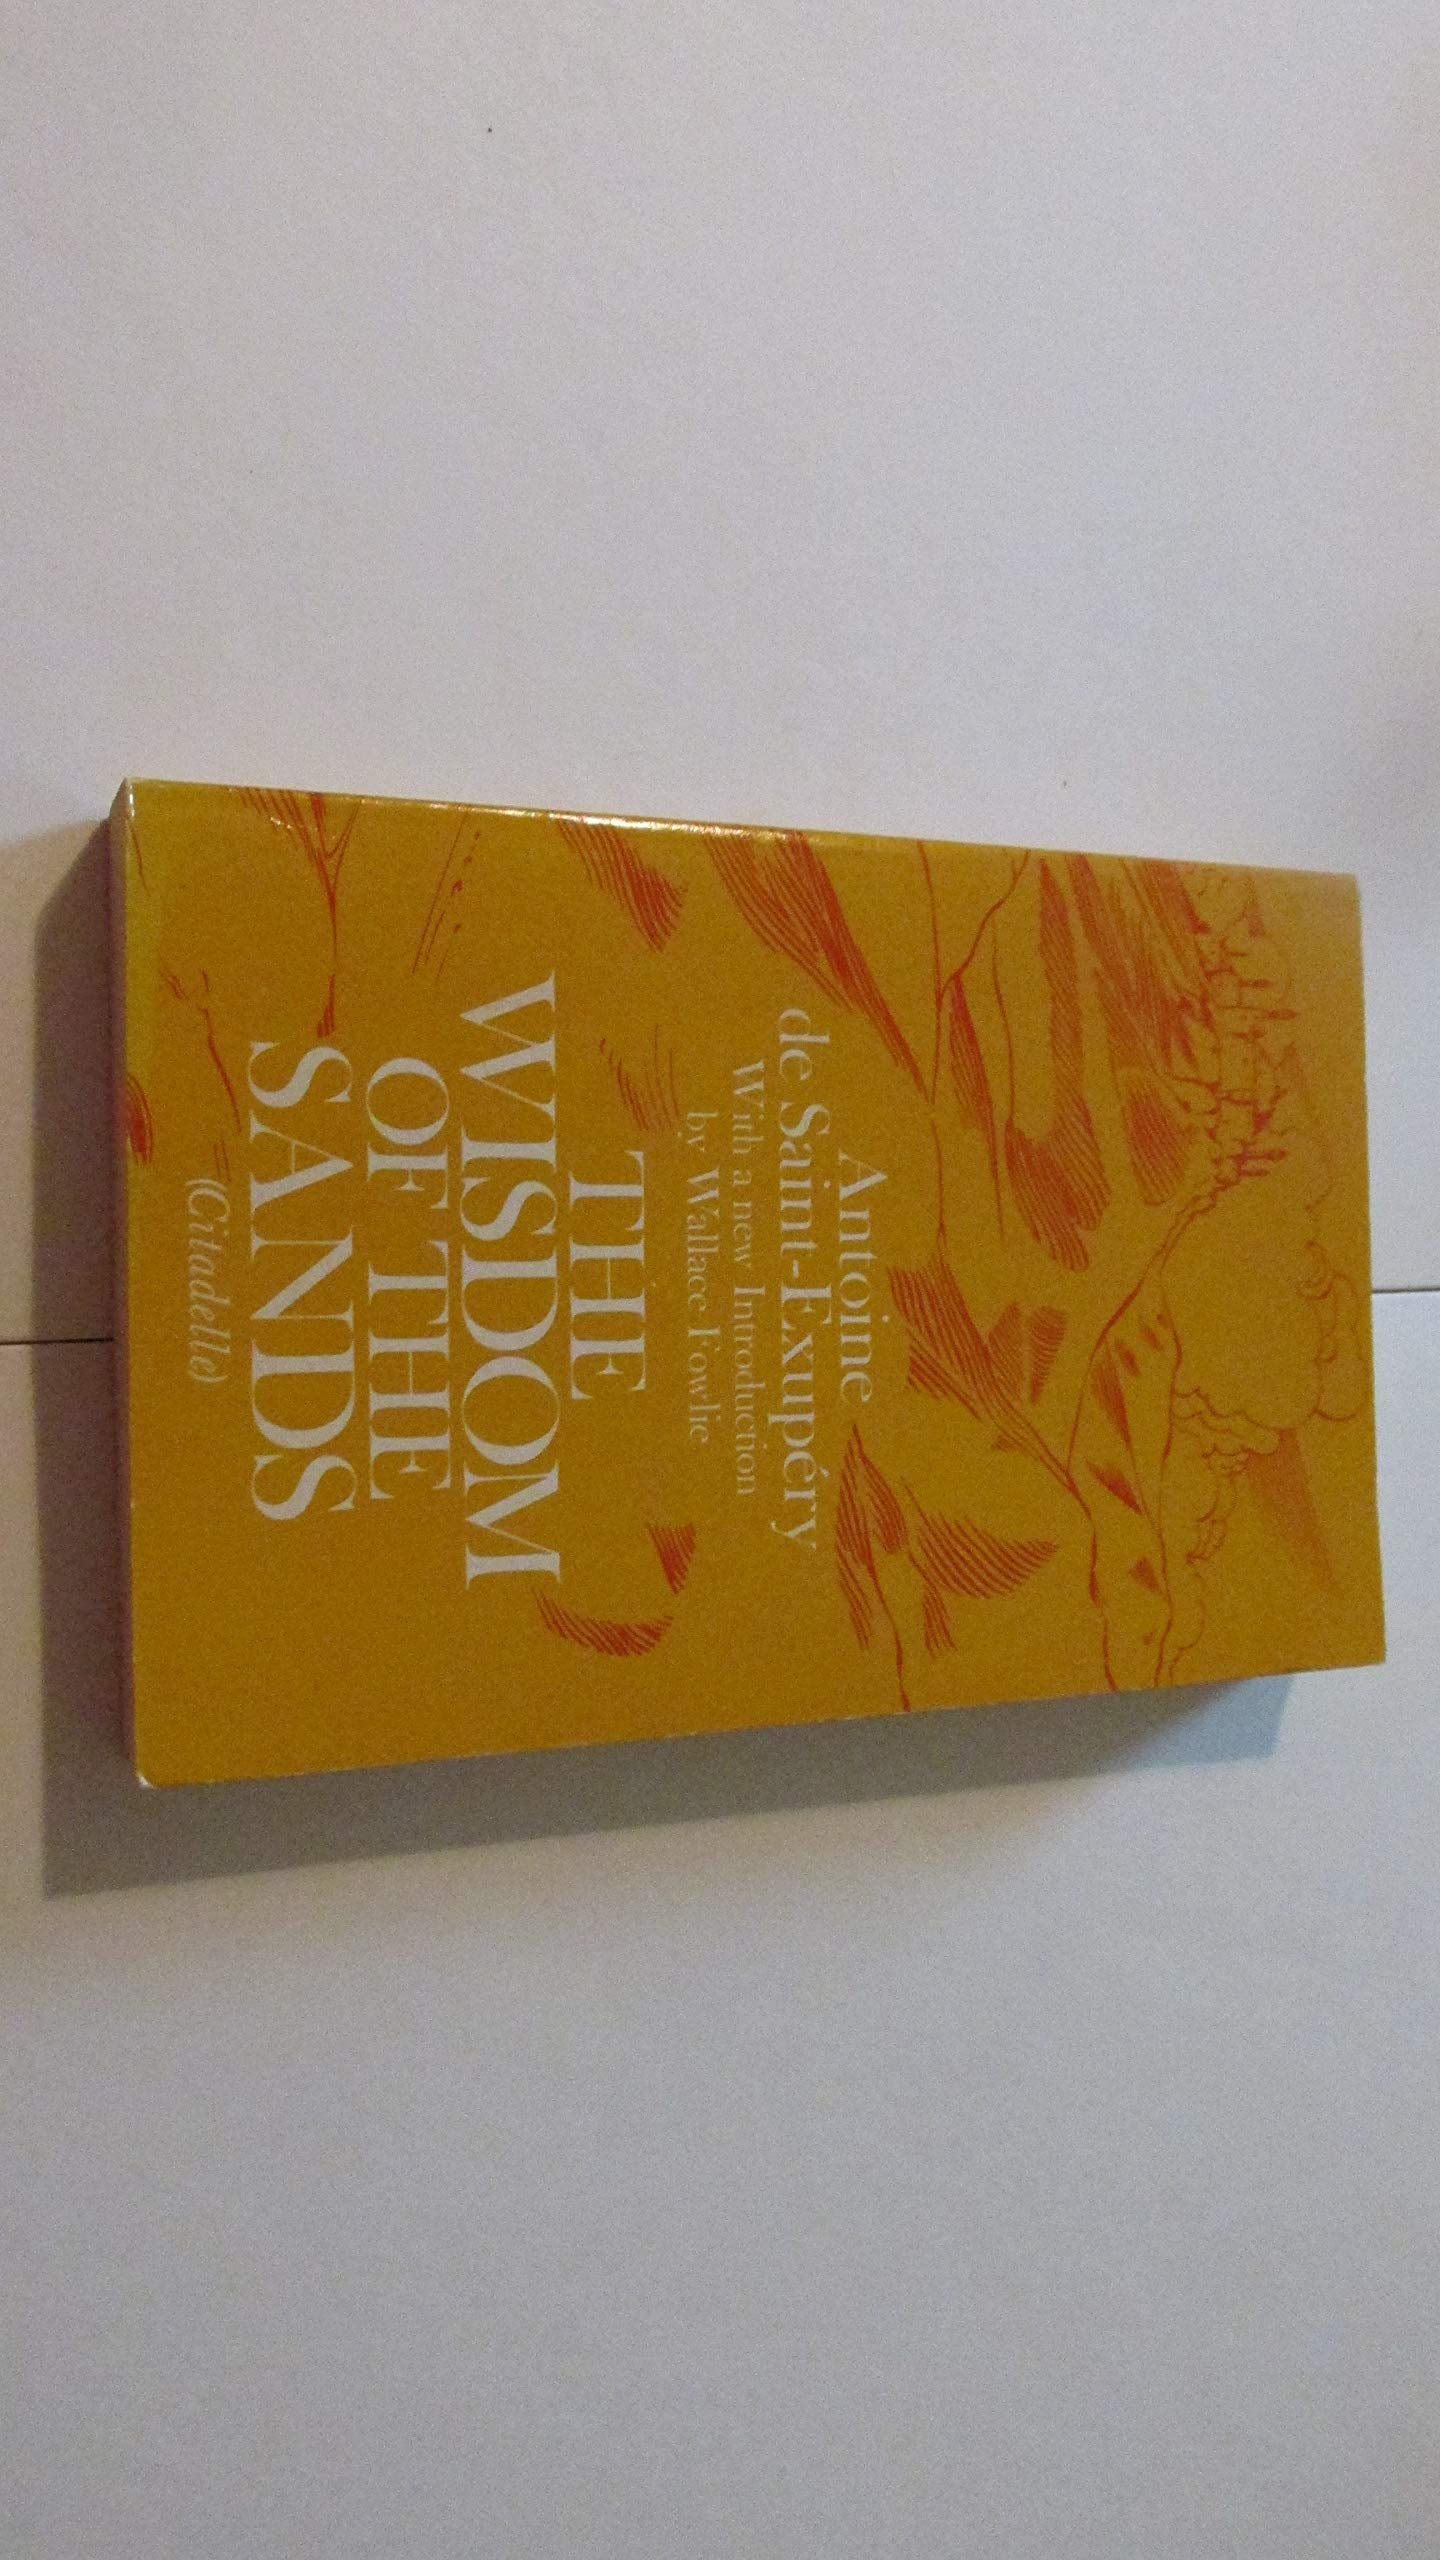 Antoine
de Saint-Exupéry
With a new Introduction
by Wallace Fowlie
THE
WISDOM
OF THE
SANDS
(Citadelle)